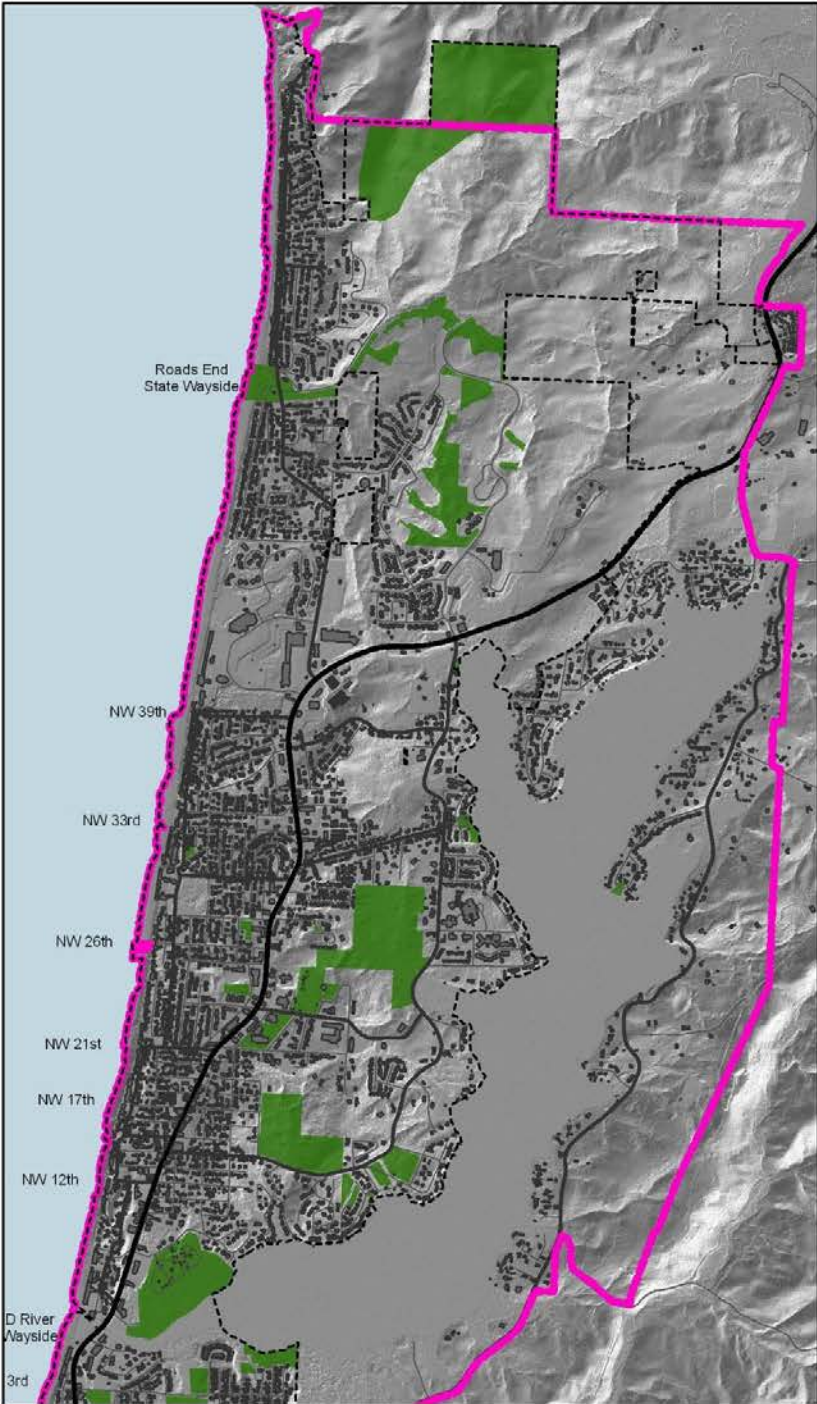 Roads End
State Wayside
NW 39th
NW 33rd
NW 26th
NW 21st
NW 17th
NW 12th
D River
Wayside
3rd